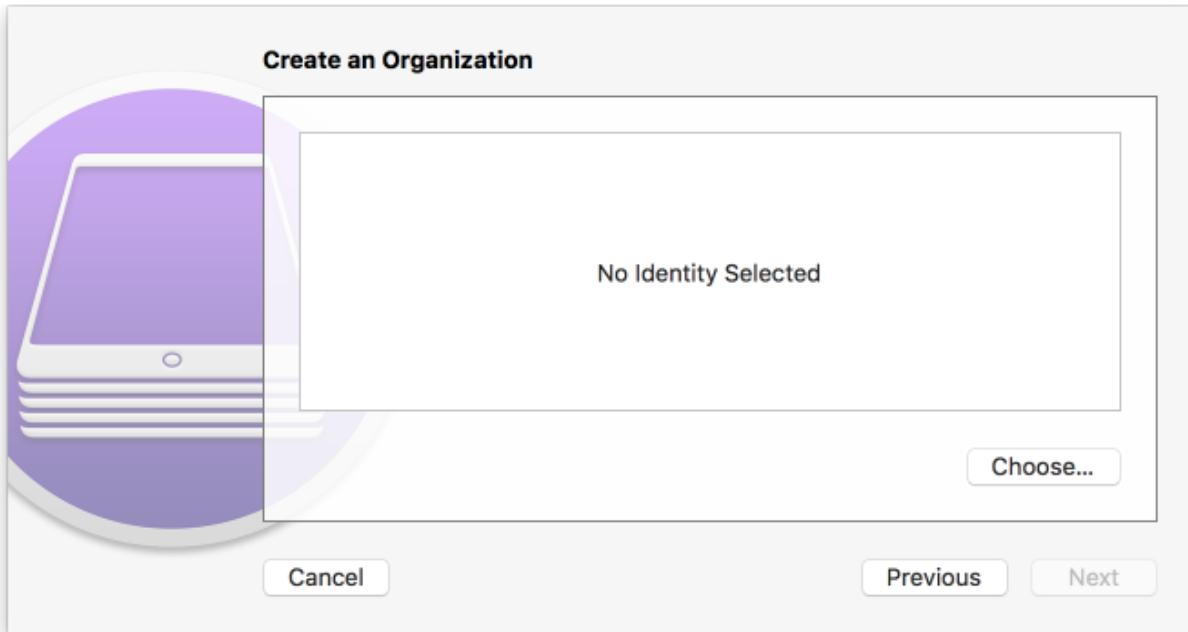 Create an Organization
No Identity Selected
Choose...
Cancel
Previous
Next